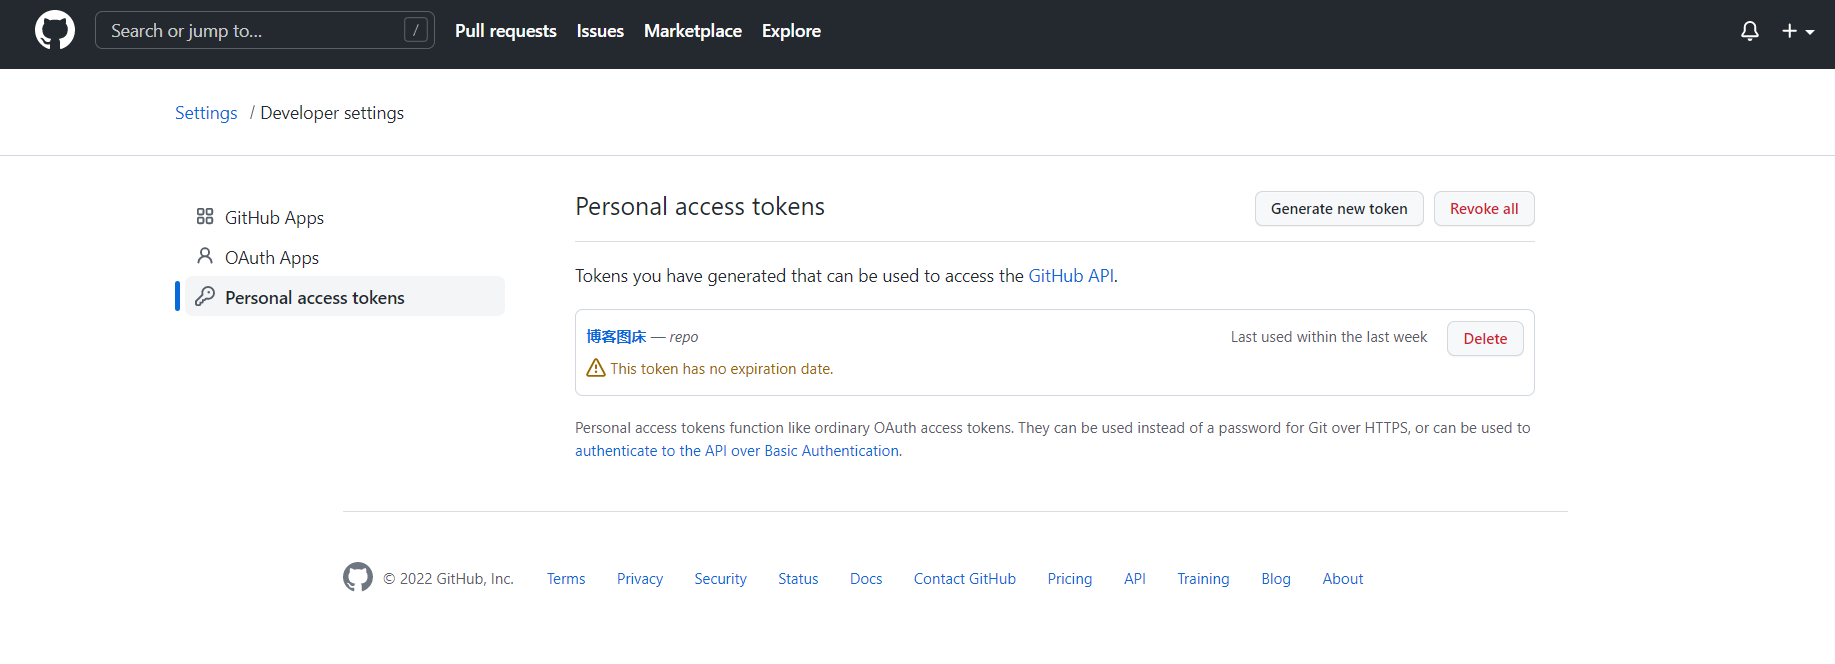 Search or jump to... / Pull requests Issues Marketplace Explore
Settings / Developer settings
GitHub Apps
OAuth Apps
Personal access tokens
Personal access tokens Generate new token Revoke all
Tokens you have generated that can be used to access the GitHub API.
博客图床 — repo Last used within the last week Delete
This token has no expiration date.
Personal access tokens function like ordinary OAuth access tokens. They can be used instead of a password for Git over HTTPS, or can be used to
authenticate to the API over Basic Authentication.
© 2022 GitHub, Inc. Terms Privacy Security Status Docs Contact GitHub Pricing API Training Blog About